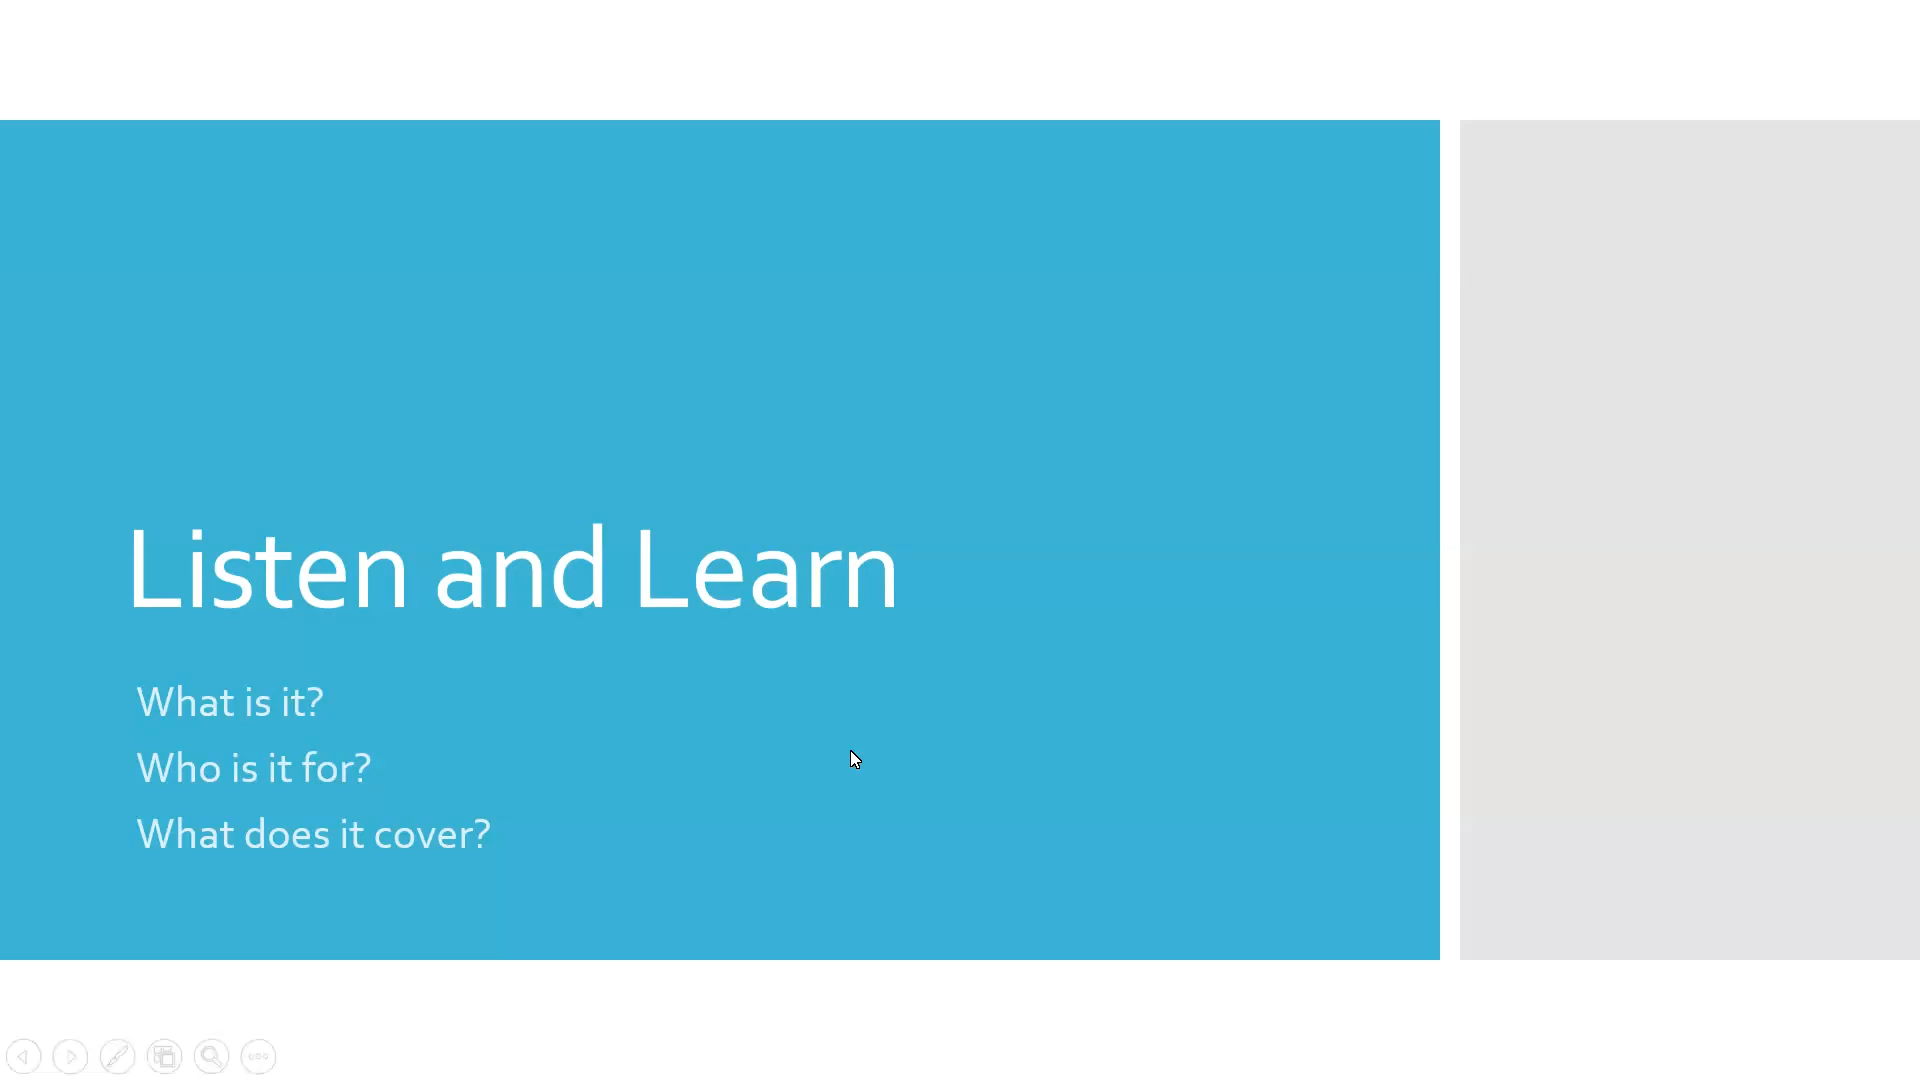 Listen and Learn
What is it?
Who is it for?
What does it cover?